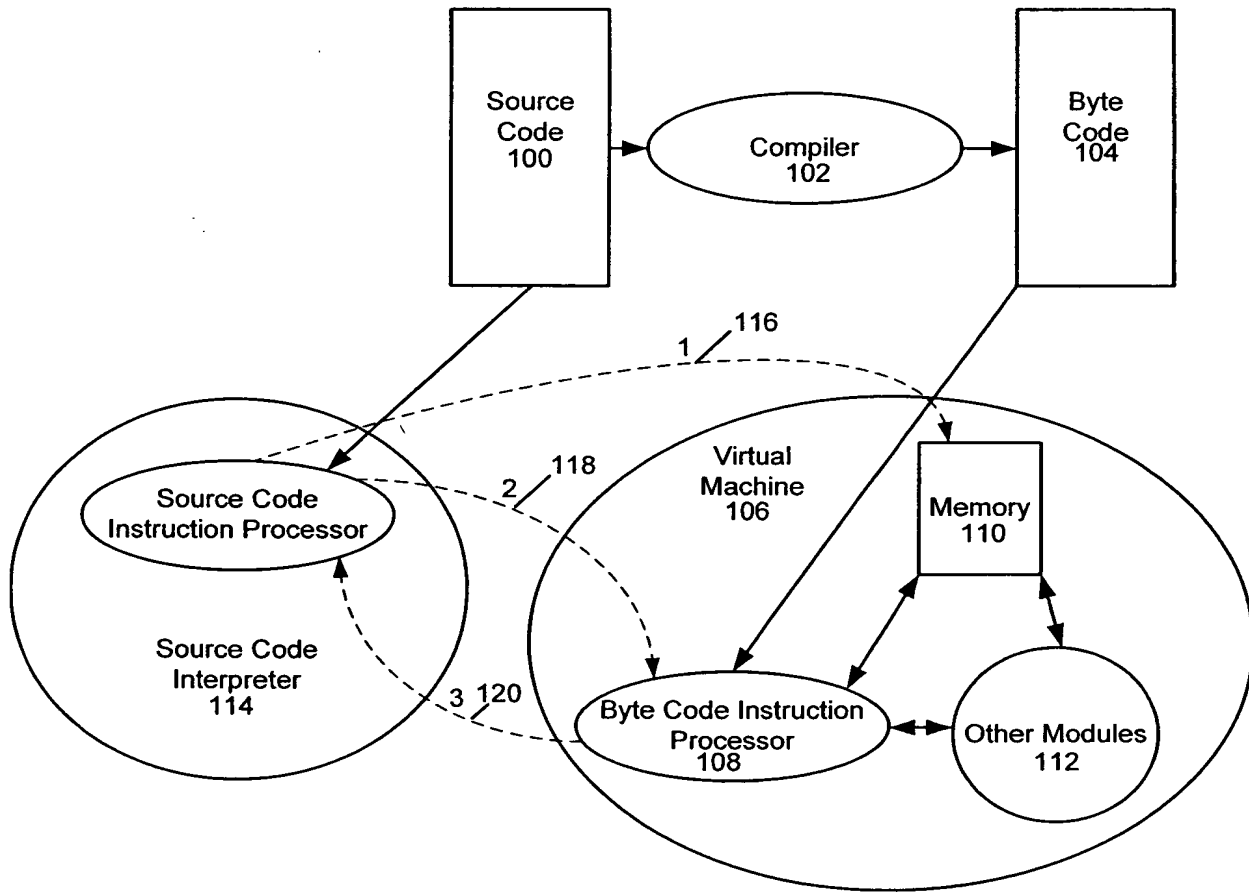 Source
Code
100
Compiler
102
Byte
Code
104
116
1
118
2
Virtual
Machine
106
Memory
110
Source Code
Instruction Processor
Source Code
Interpreter
114
3
120
Byte Code Instruction
Processor
108
Other Modules
112